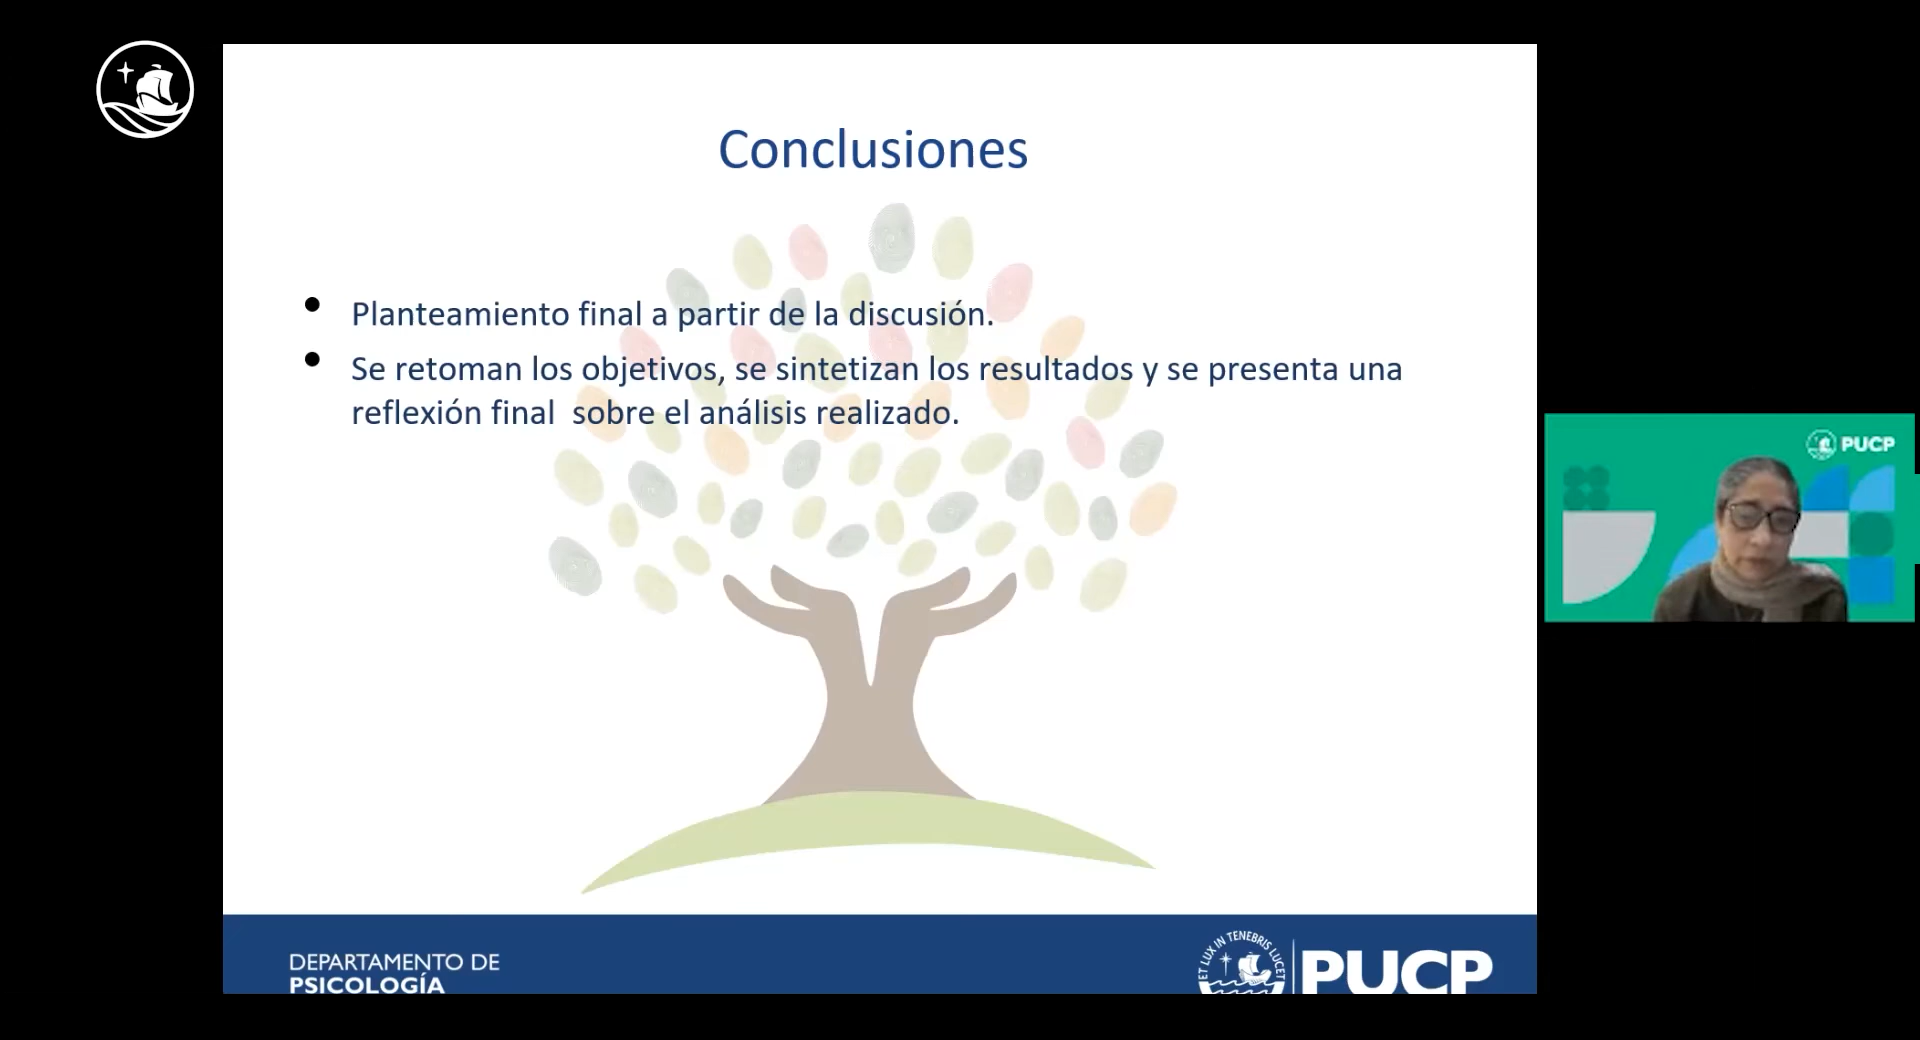 Conclusiones
Planteamiento final a partir de la discusión.
Se retoman los objetivos, se sintetizan los resultados y se presenta una
reflexión final  sobre el análisis realizado.
PUCP
DEPARTAMENTO DE
PSICOLOGÍA
ET LUX IN TENEBRIS LUCET
PUCP